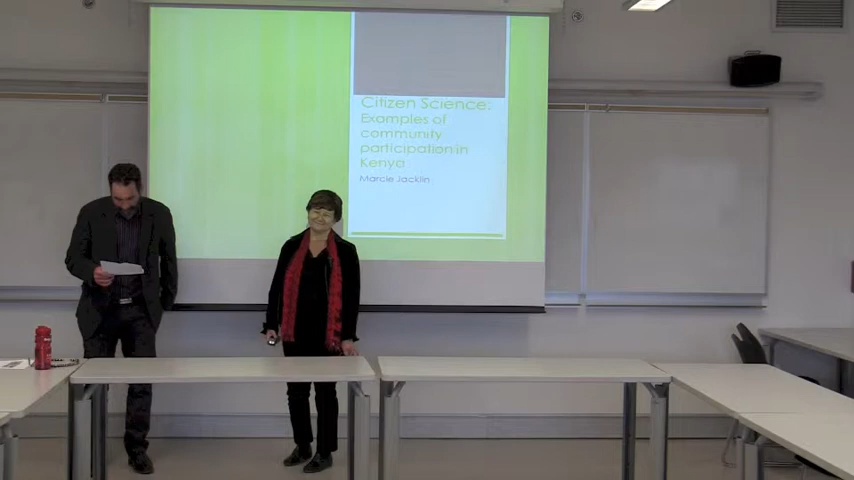 Citizen Science:
Examples of
community
participation in
Kenya
Marcie Jacklin